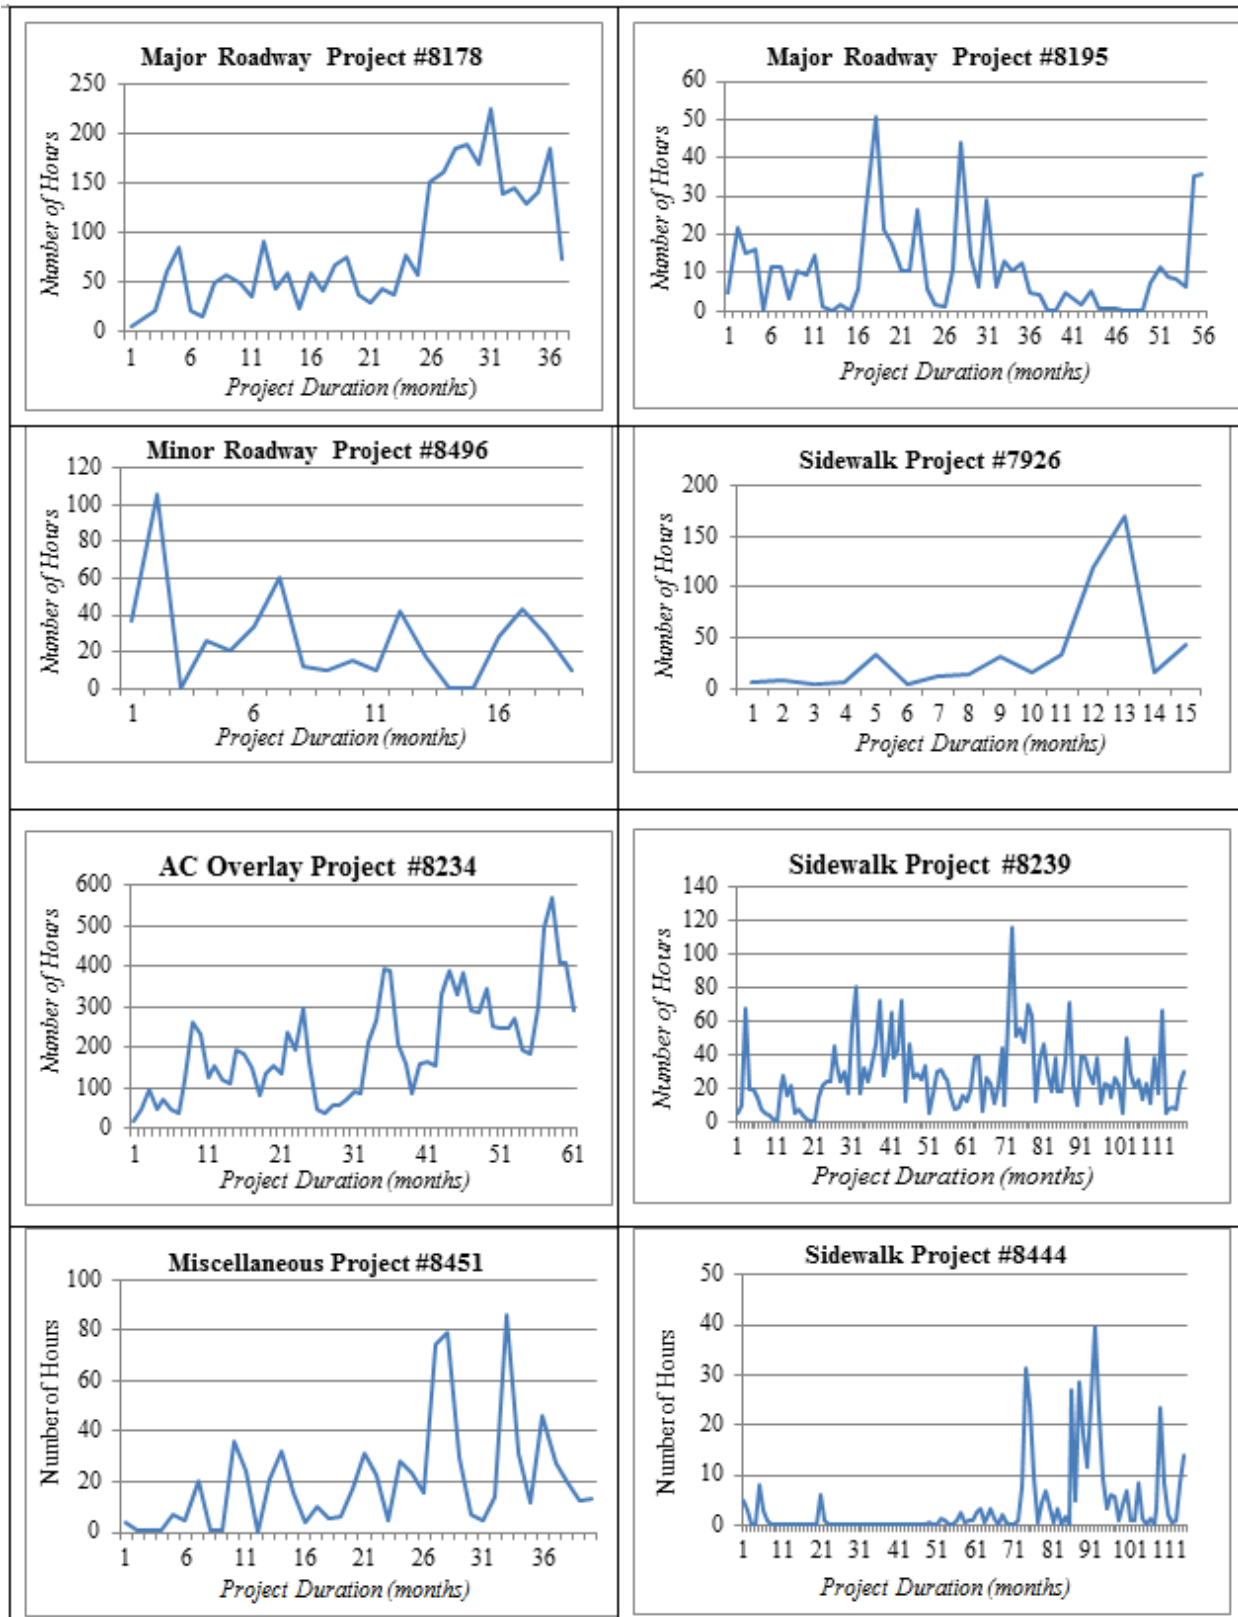 Major Roadway Project #8178
250
200
150
100
50
0
Number of Hours
1 6 11 16 21 26 31 36
Project Duration (months)
Major Roadway Project #8195
60
50
40
30
20
10
0
Number of Hours
1 6 11 16 21 26 31 36 41 46 51 56
Project Duration (months)
Minor Roadway Project #8496
120
100
80
60
40
20
0
Number of Hours
1 6 11 16
Project Duration (months)
Sidewalk Project #7926
200
150
100
50
0
Number of Hours
1 2 3 4 5 6 7 8 9 10 11 12 13 14 15
Project Duration (months)
AC Overlay Project #8234
600
500
400
300
200
100
0
Number of Hours
1 11 21 31 41 51 61
Project Duration (months)
Sidewalk Project #8239
140
120
100
80
60
40
20
0
Number of Hours
1 11 21 31 41 51 61 71 81 91 101 111
Project Duration (months)
Miscellaneous Project #8451
100
80
60
40
20
0
Number of Hours
1 6 11 16 21 26 31 36
Project Duration (months)
Sidewalk Project #8444
50
40
30
20
10
0
Number of Hours
1 11 21 31 41 51 61 71 81 91 101 111
Project Duration (months)